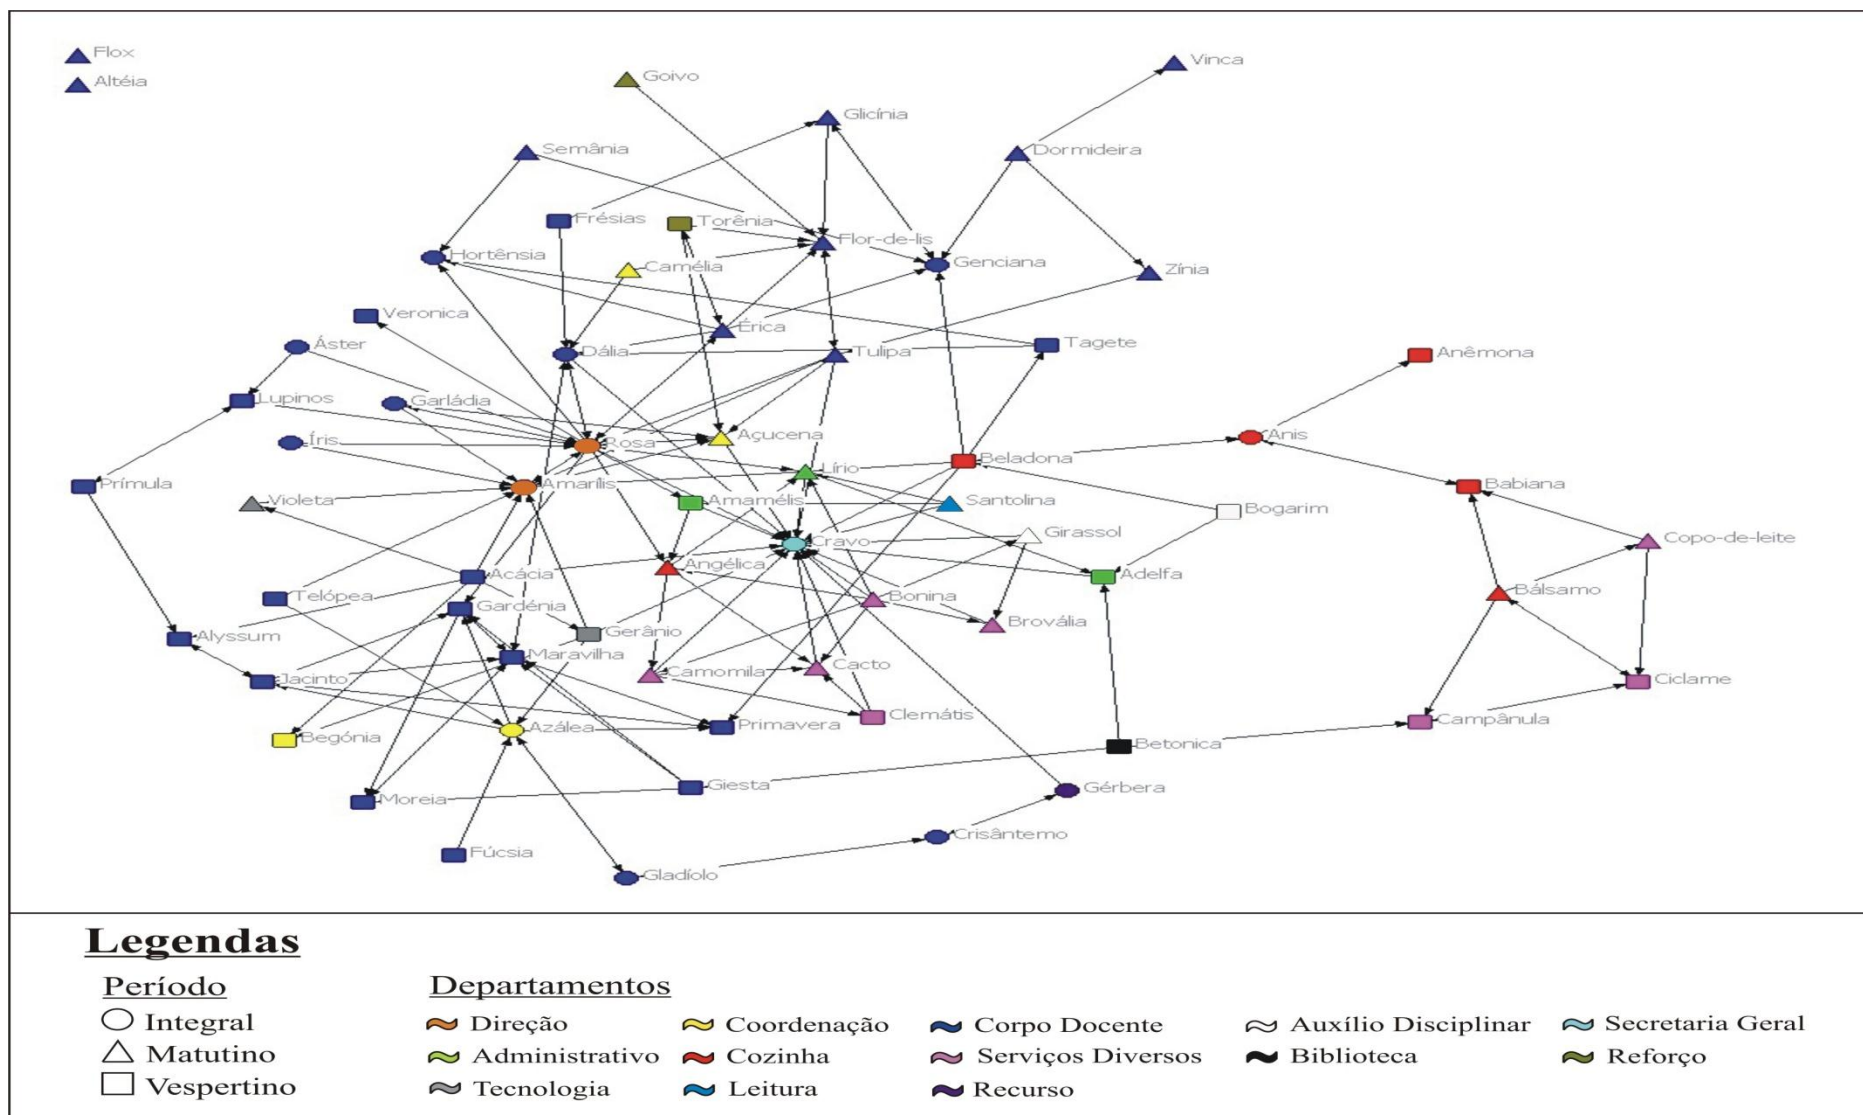 Flox
Vinca
Goivo
Altéia
Glicínia
Semânia
Dormideira
Frésias
Torênia
Flor-de-lis
Hortênsia
Camélia
Genciana
Zínia
Veronica
Érica
Áster
Dália
Tulipa
Tagete
Anêmona
Lupinos
Garládia
Íris
Rosa
Açucena
Anis
Beladona
Lírio
Prímula
Amarílis
Babiana
Violeta
Amamélis
Santolina
Bogarim
Girassol
Cravo
Copo-de-leite
Acácia
Angélica
Adelfa
Bálsamo
Telópea
Gardénia
Bonina
Gerânio
Brovália
Alyssum
Maravilha
Jacinto
Camomila
Cacto
Ciclame
Begónia
Azálea
Primavera
Clemátis
Campânula
Betonica
Moreia
Giesta
Gérbera
Crisântemo
Fúcsia
Gladíolo
Legendas
Período
Departamentos
Integral
Direção
Coordenação
Corpo Docente
Auxílio Disciplinar
Secretaria Geral
Matutino
Administrativo
Cozinha
Serviços Diversos
Biblioteca
Reforço
Vespertino
Tecnologia
Leitura
Recurso